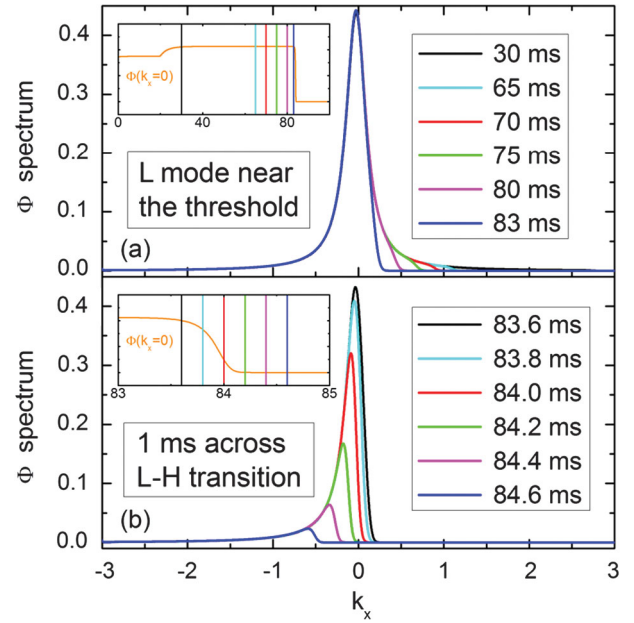 0.4
0.3
0.2
0.1
0.0
Φ spectrum
Φ(kx=0)
0 40 80
L mode near
the threshold
(a)
30 ms
65 ms
70 ms
75 ms
80 ms
83 ms
0.4
0.3
0.2
0.1
0.0
Φ spectrum
Φ(kx=0)
83 84 85
1 ms across
L-H transition
(b)
83.6 ms
83.8 ms
84.0 ms
84.2 ms
84.4 ms
84.6 ms
-3 -2 -1 0 1 2 3
kx